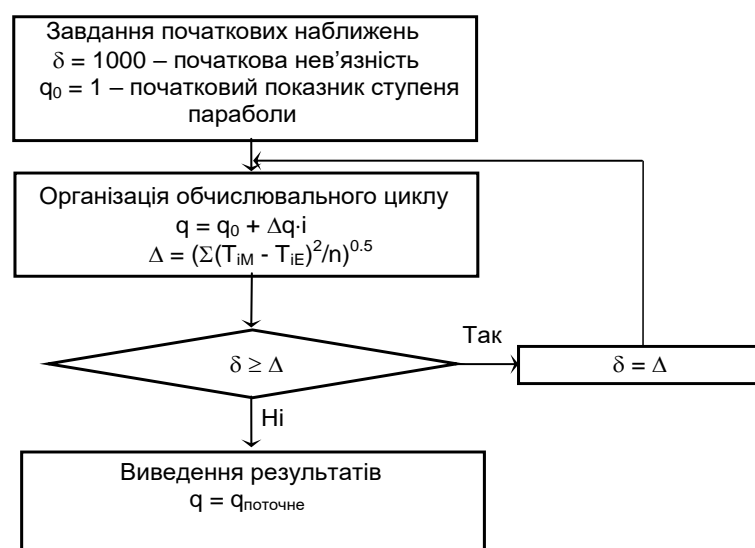 Завдання початкових наближень
δ = 1000 – початкова нев’язність
q₀ = 1 – початковий показник ступеня
параболи
Організація обчислювального циклу
q = q₀ + Δq·i
Δ = (Σ(TᵢM - TᵢE)²/n)^0.5
δ ≥ Δ
Так
δ = Δ
Ні
Виведення результатів
q = qпоточне